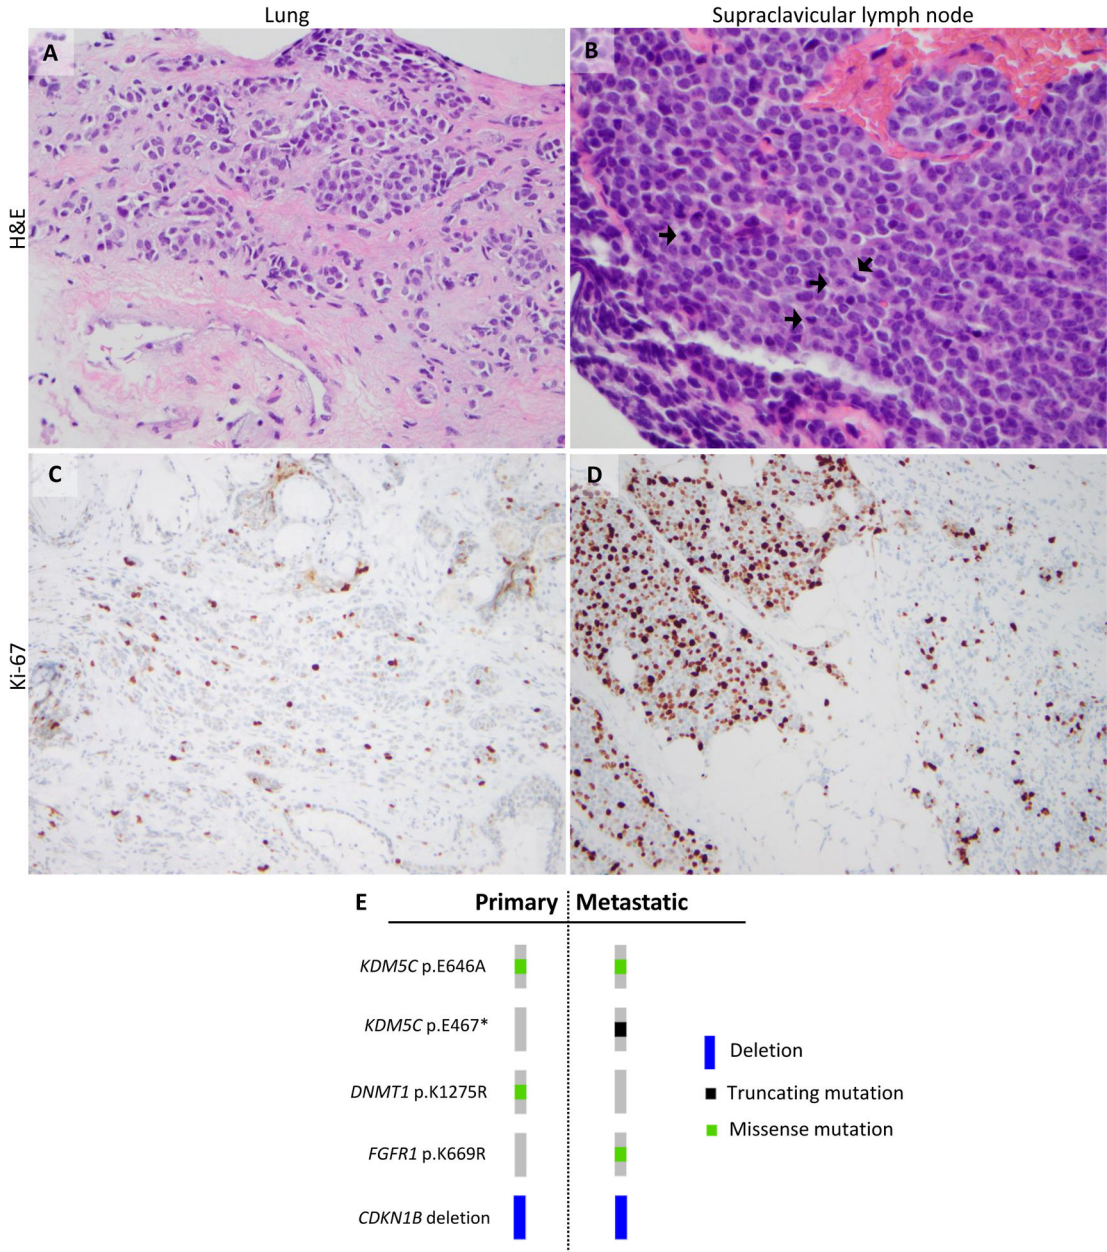 Lung
Supraclavicular lymph node
H&E
A
B
Ki-67
C
D
E
Primary
Metastatic
KDM5C p.E646A
KDM5C p.E467*
DNMT1 p.K1275R
FGFR1 p.K669R
CDKN1B deletion
Deletion
Truncating mutation
Missense mutation